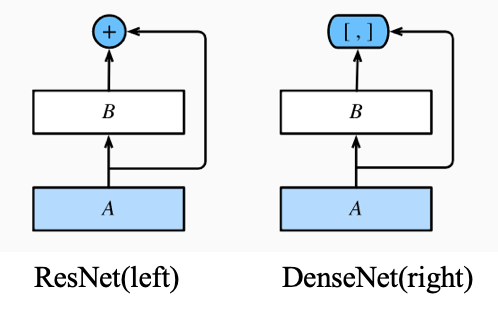 + [ , ]
B B
A A
ResNet(left) DenseNet(right)